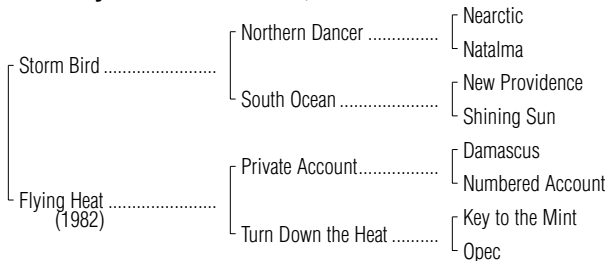 Nearctic
Northern Dancer ................
Natalma
Storm Bird .......................
New Providence
South Ocean ......................
Shining Sun
Damascus
Private Account..................
Numbered Account
Flying Heat ......................
(1982)
Key to the Mint
Turn Down the Heat ..........
Opec